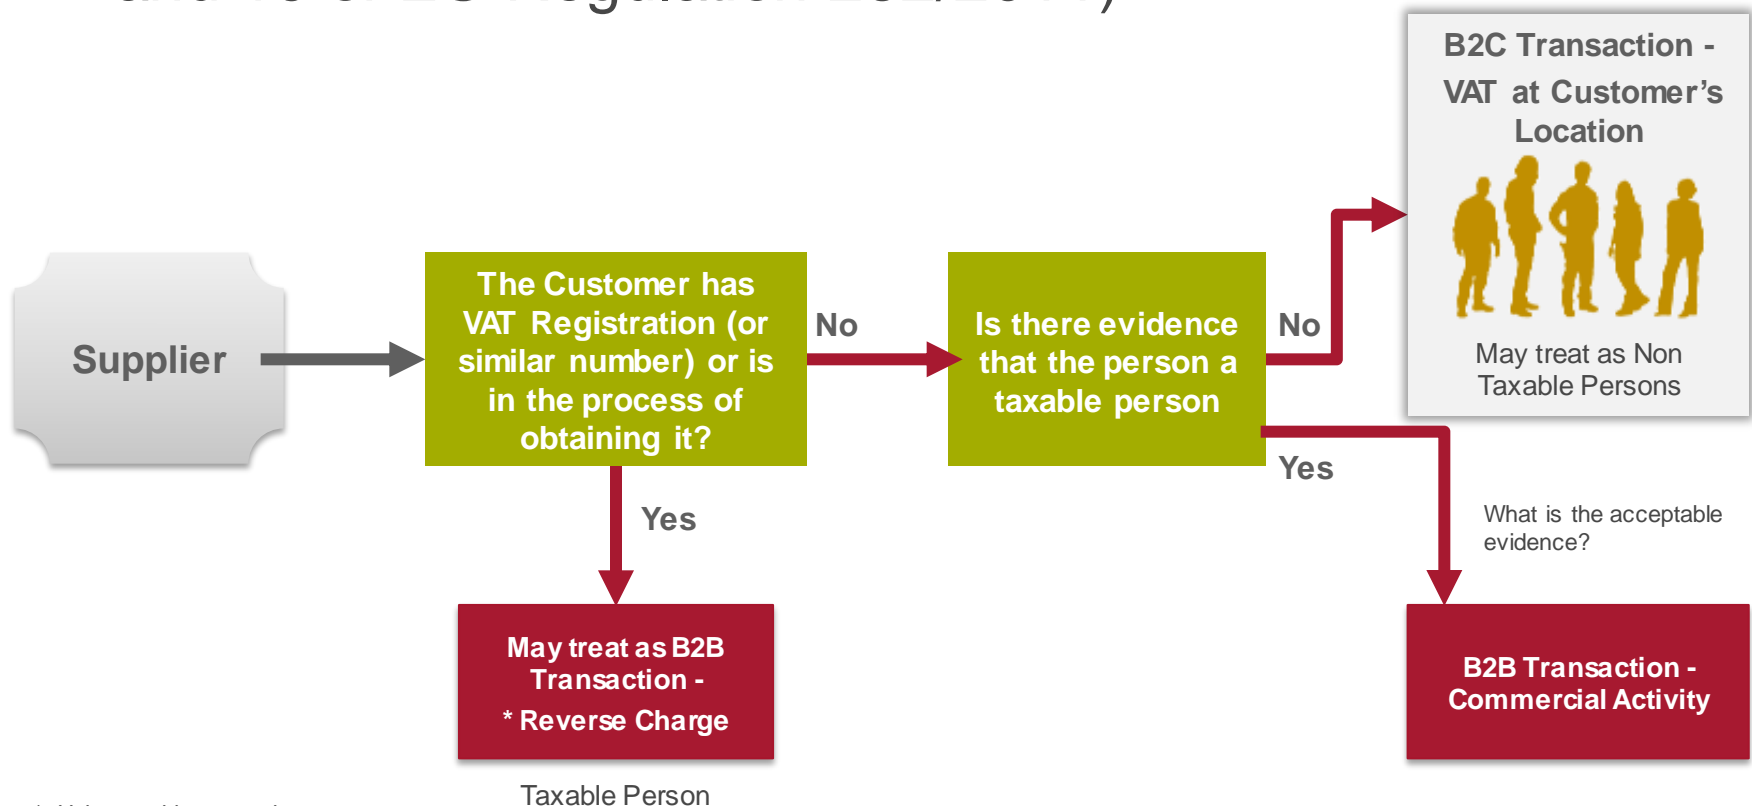 B2C Transaction -
VAT at Customer's
Location
The Customer has
VAT Registration (or
similar number) or is
in the process of
obtaining it?
No
Is there evidence
that the person a
taxable person
No
Supplier
May treat as Non
Taxable Persons
Yes
Yes
What is the acceptable
evidence?
May treat as B2B
Transaction -
* Reverse Charge
B2B Transaction -
Commercial Activity
Taxable Person